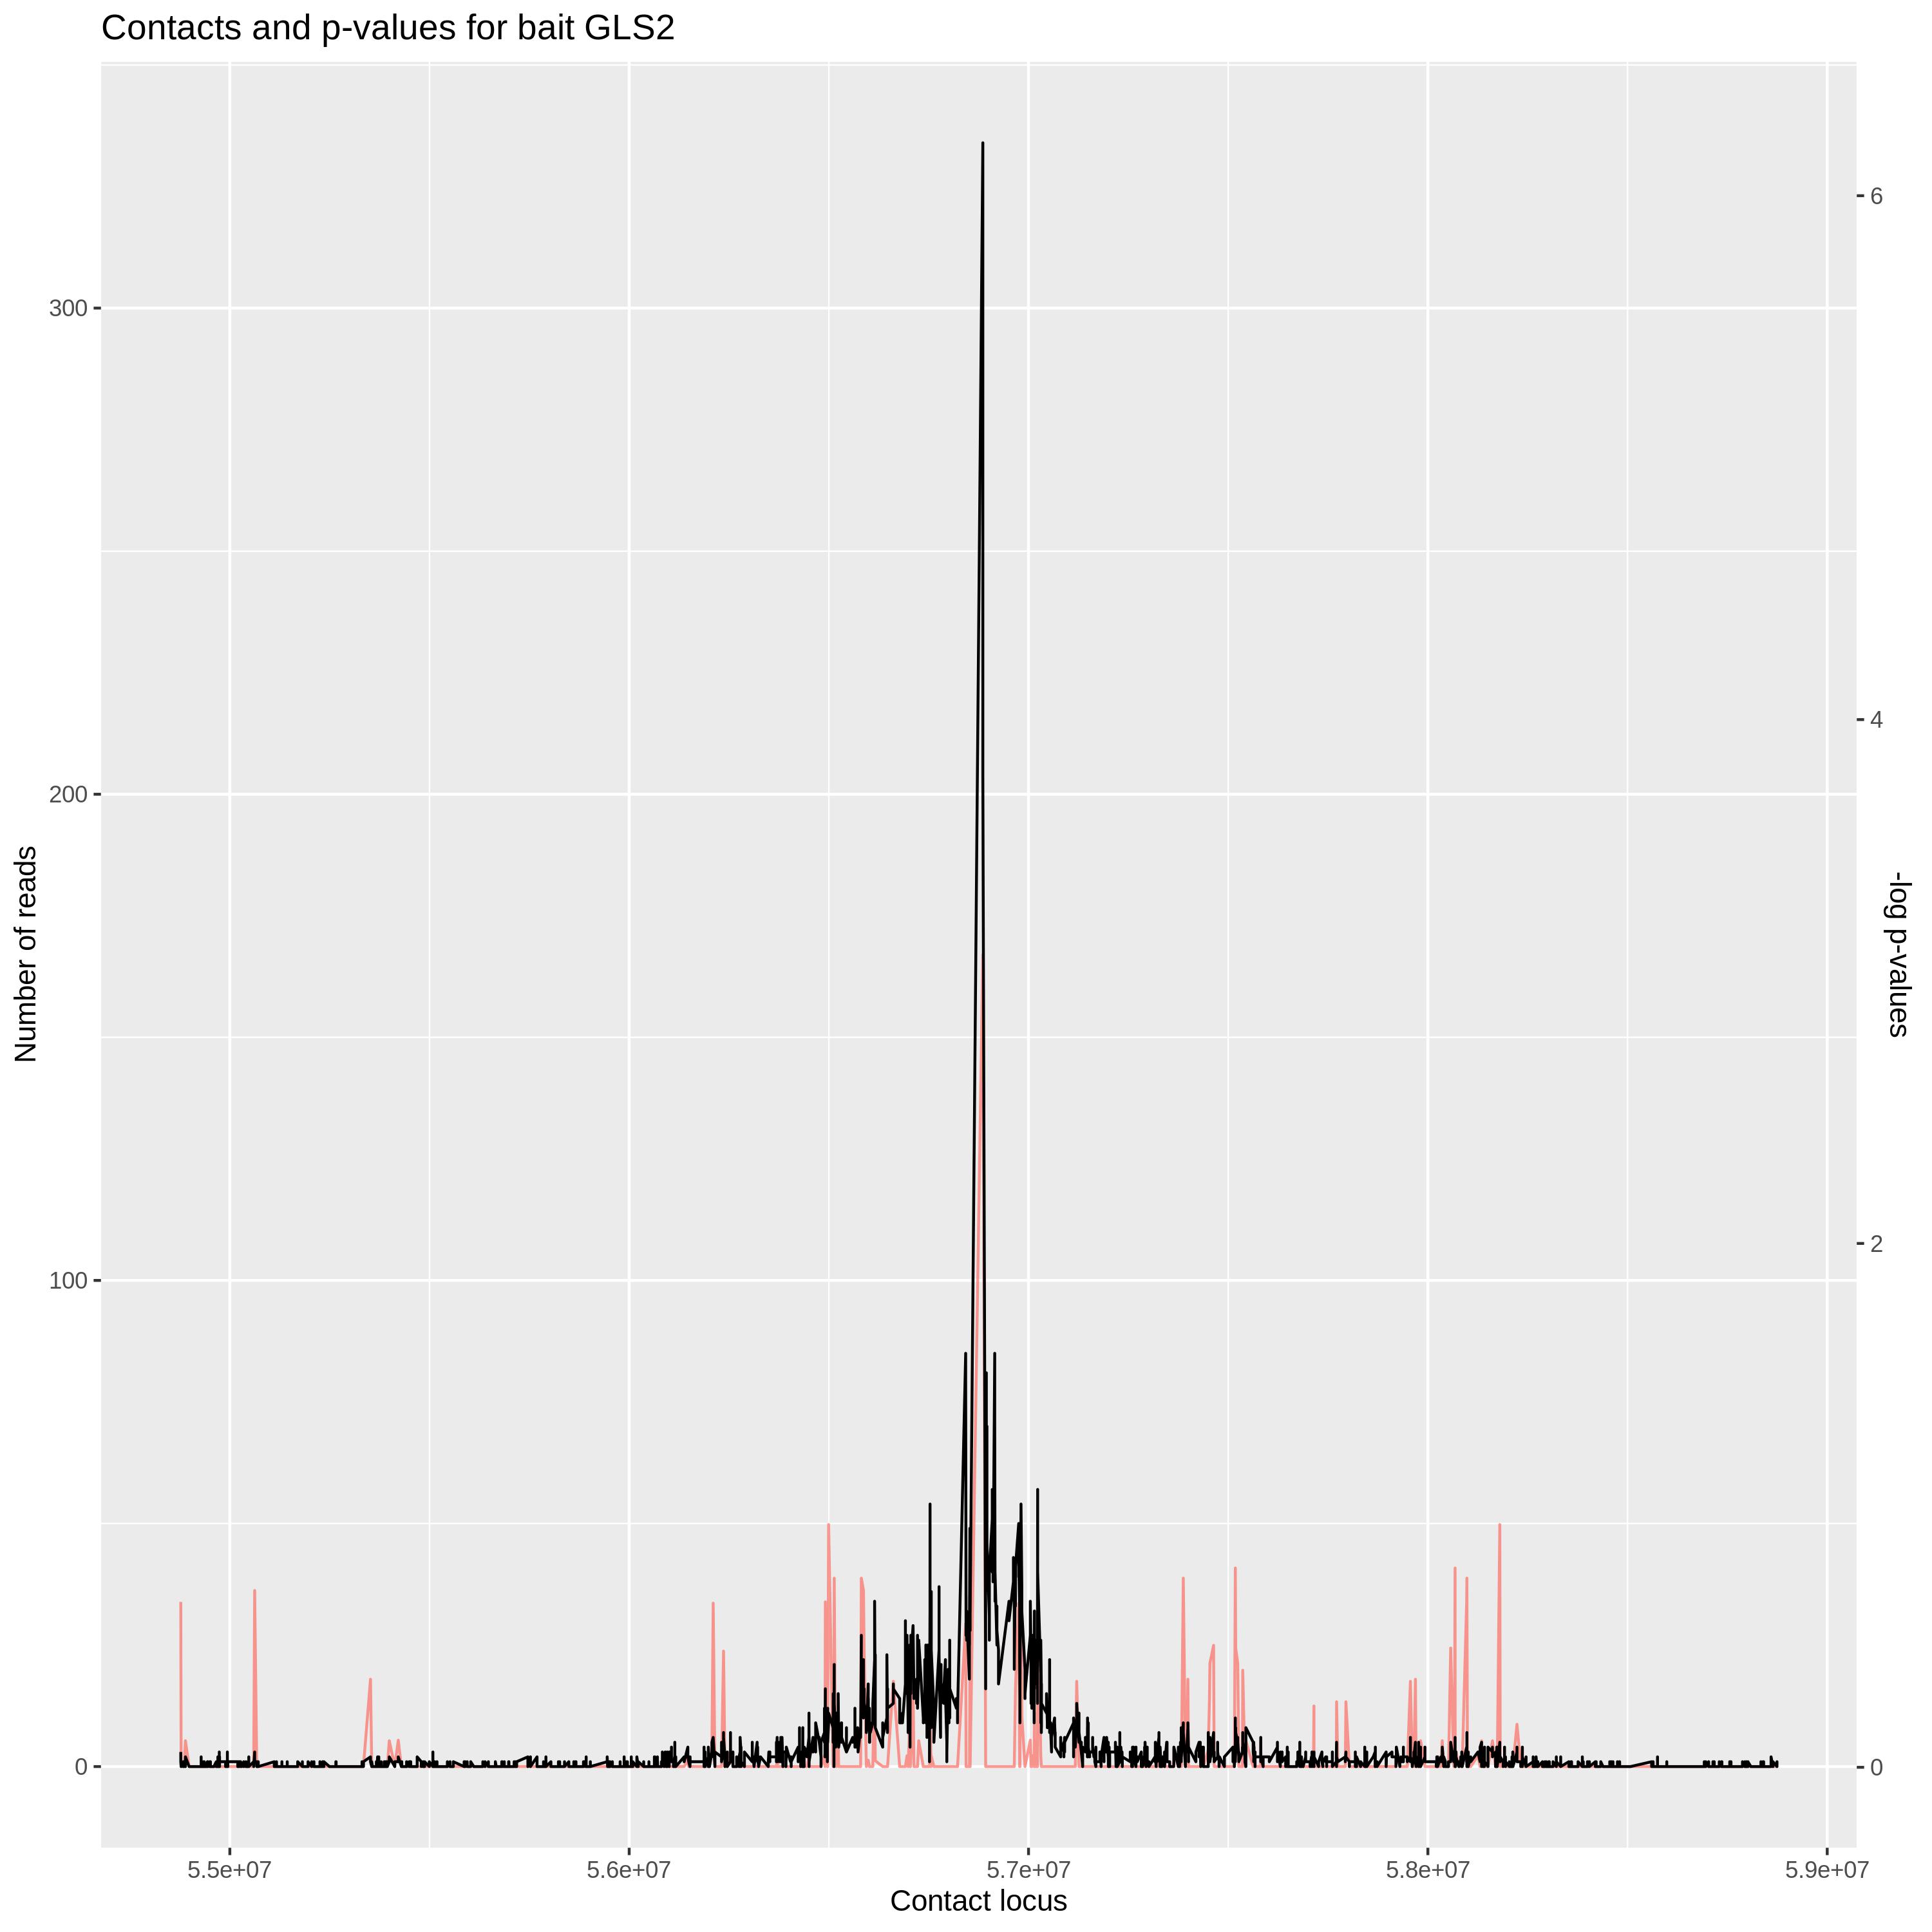 Contacts and p-values for bait GLS2
300
200
100
0
Number of reads
6
4
2
0
-log p-values
5.5e+07 5.6e+07 5.7e+07 5.8e+07 5.9e+07
Contact locus